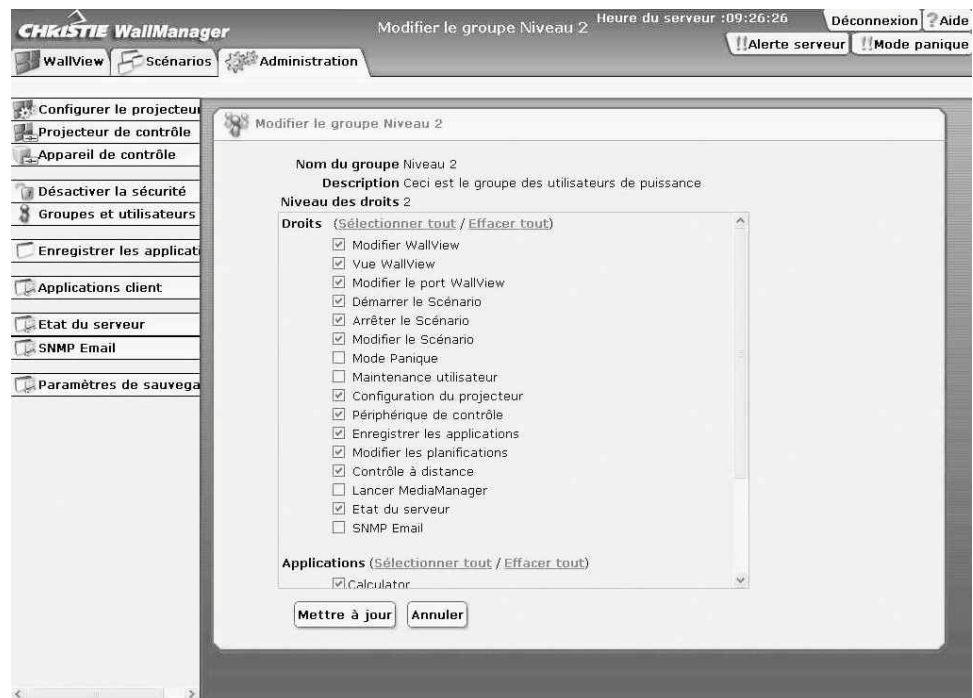 CHRISTIE WallManager
Modifier le groupe Niveau 2
Heure du serveur :09:26:26
Déconnexion
?Aide
!!Alerte serveur
!!Mode panique
WallView
Scénarios
Administration
Configurer le projecteu
Projecteur de contrôle
Appareil de contrôle
Désactiver la sécurité
Groupes et utilisateurs
Enregistrer les applicati
Applications client
Etat du serveur
SNMP Email
Paramètres de sauvega
Modifier le groupe Niveau 2
Nom du groupe Niveau 2
Description Ceci est le groupe des utilisateurs de puissance
Niveau des droits 2
Droits (Sélectionner tout / Effacer tout)
Modifier WallView
Vue WallView
Modifier le port WallView
Démarrer le Scénario
Arrêter le Scénario
Modifier le Scénario
Mode Panique
Maintenance utilisateur
Configuration du projecteur
Périphérique de contrôle
Enregistrer les applications
Modifier les planifications
Contrôle à distance
Lancer MediaManager
Etat du serveur
SNMP Email
Applications (Sélectionner tout / Effacer tout)
Calculator
Mettre à jour
Annuler